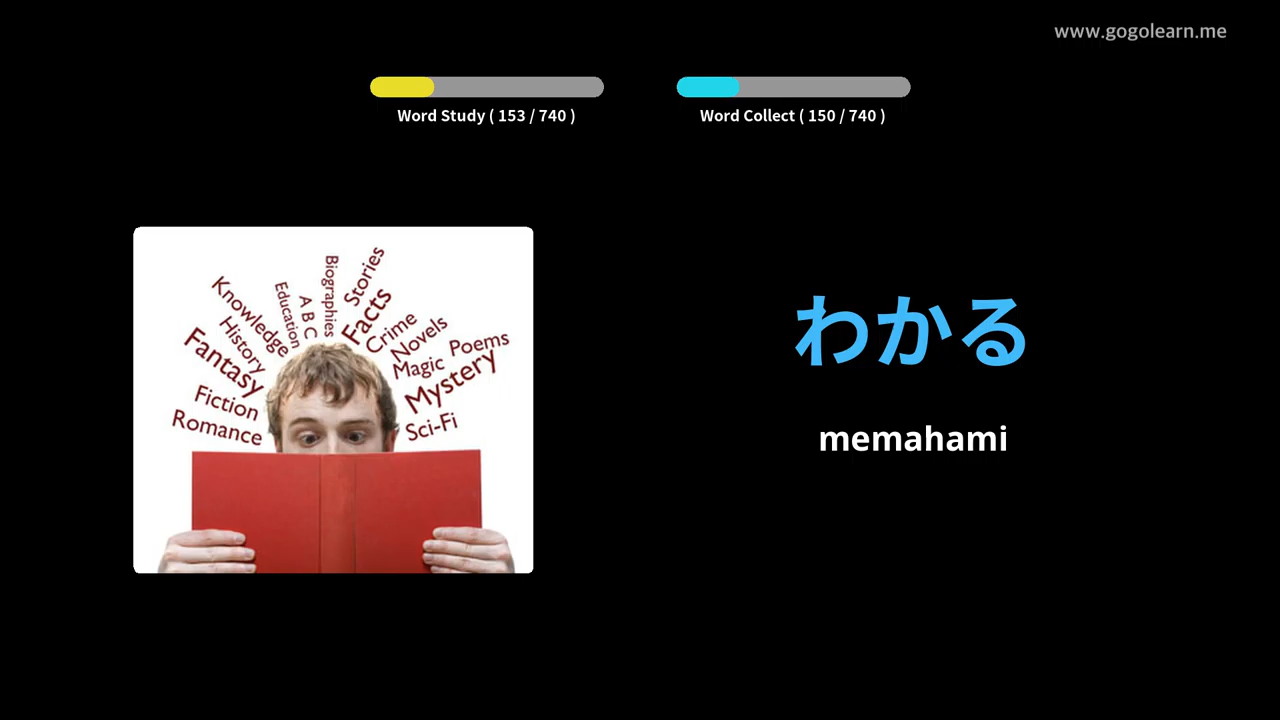 www.gogolearn.me
Word Study ( 153 / 740 )
Word Collect ( 150 / 740 )
Biographies
Stories
Education
A B C
Facts
Knowledge
Crime
History
Novels
Poems
Fantasy
Magic
Mystery
Fiction
Romance
Sci-Fi
わかる
memahami